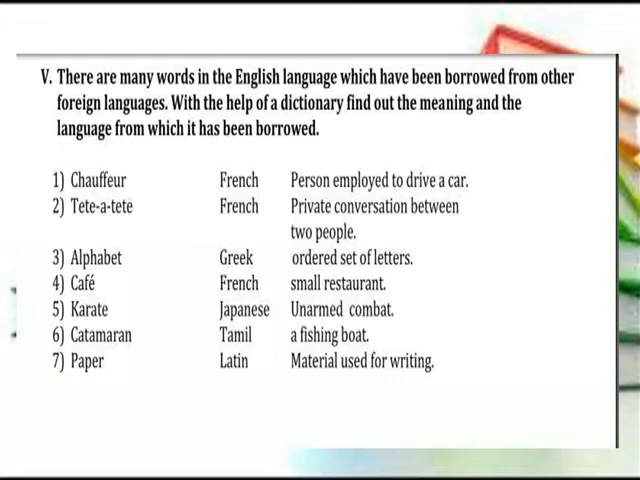 V. There are many words in the English language which have been borrowed from other
foreign languages. With the help of a dictionary find out the meaning and the
language from which it has been borrowed.
1) Chauffeur French Person employed to drive a car.
2) Tete-a-tete French Private conversation between
two people.
3) Alphabet Greek ordered set of letters.
4) Café French small restaurant.
5) Karate Japanese Unarmed combat.
6) Catamaran Tamil a fishing boat.
7) Paper Latin Material used for writing.